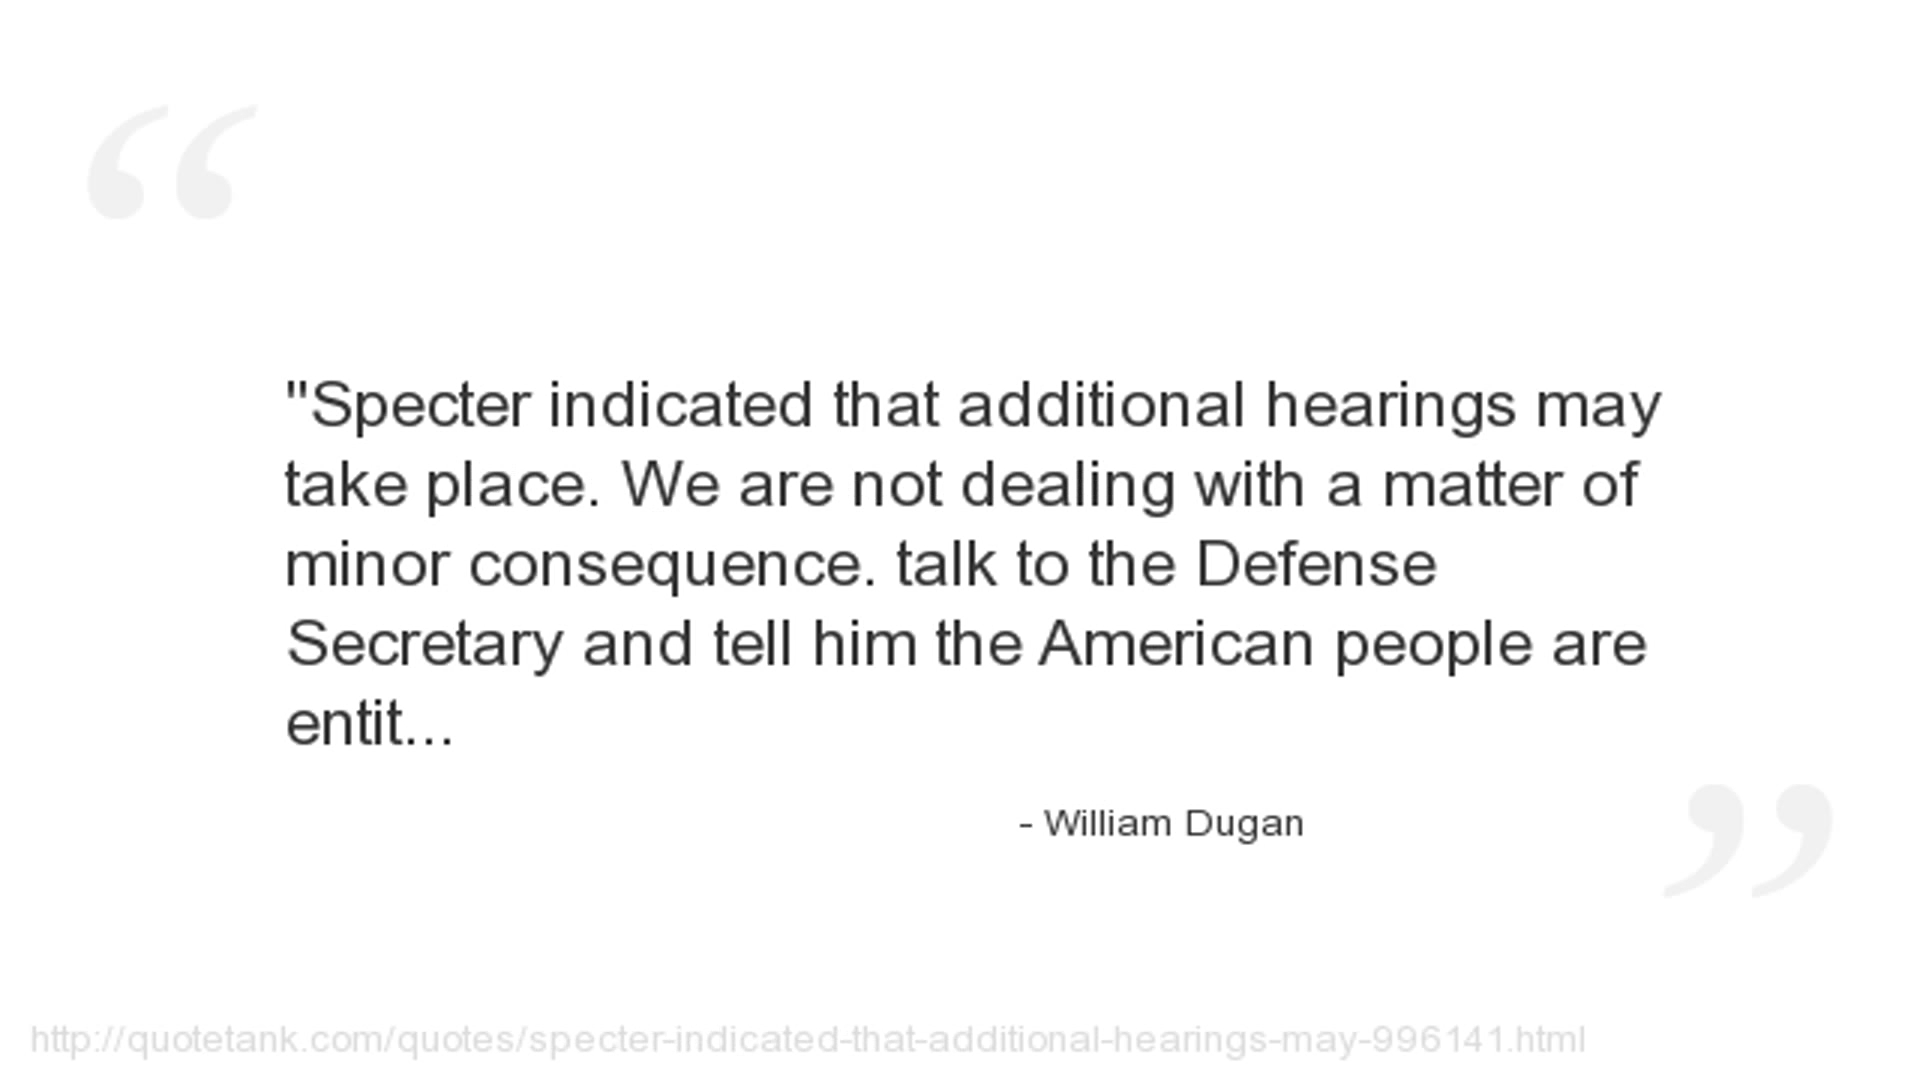 "Specter indicated that additional hearings may
take place. We are not dealing with a matter of
minor consequence. talk to the Defense
Secretary and tell him the American people are
entit...
- William Dugan
http://quotetank.com/quotes/specter-indicated-that-additional-hearings-may-996141.html